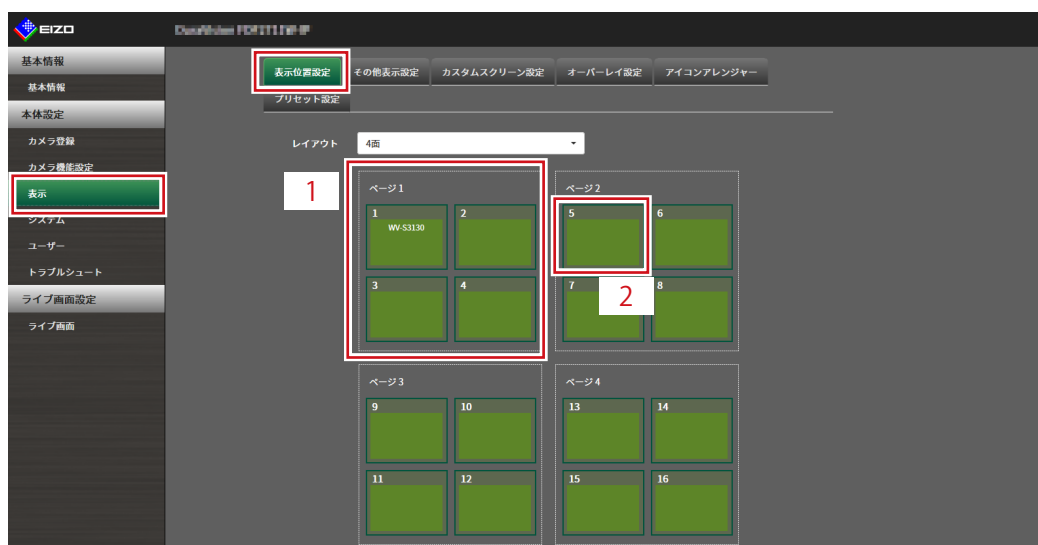 EIZO
基本情報
基本情報
本体設定
カメラ登録
カメラ機能設定
表示
システム
ユーザー
トラブルシュート
ライブ画面設定
ライブ画面
表示位置設定 その他表示設定 カスタムスクリーン設定 オーバーレイ設定 アイコンアレンジャー
プリセット設定
レイアウト 4面
1
ページ 1
1 2
WV-S3130
3 4
ページ 2
5 6
2
7 8
ページ 3
9 10
11 12
ページ 4
13 14
15 16